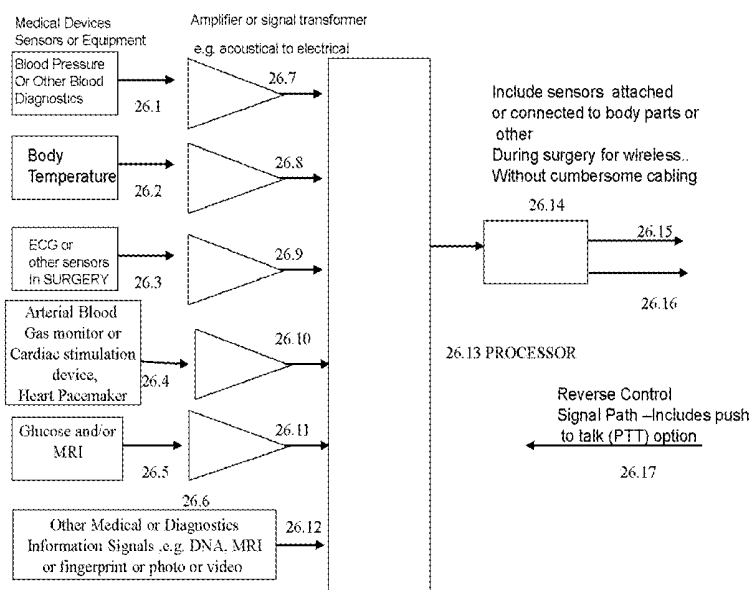 Medical Devices
Sensors or Equipment
Amplifier or signal transformer
e.g. acoustical to electrical
Blood Pressure
Or Other Blood
Diagnostics
26.1
26.7
Body
Temperature
26.2
26.8
ECG or
other sensors
in SURGERY
26.3
26.9
Arterial Blood
Gas monitor or
Cardiac stimulation
device,
Heart Pacemaker
26.4
26.10
Glucose and/or
MRI
26.5
26.11
26.6
Other Medical or Diagnostics
Information Signals ,e.g. DNA, MRI
or fingerprint or photo or video
26.12
Include sensors attached
or connected to body parts or
other
During surgery for wireless..
Without cumbersome cabling
26.14
26.15
26.16
26.13 PROCESSOR
Reverse Control
Signal Path –Includes push
to talk (PTT) option
26.17